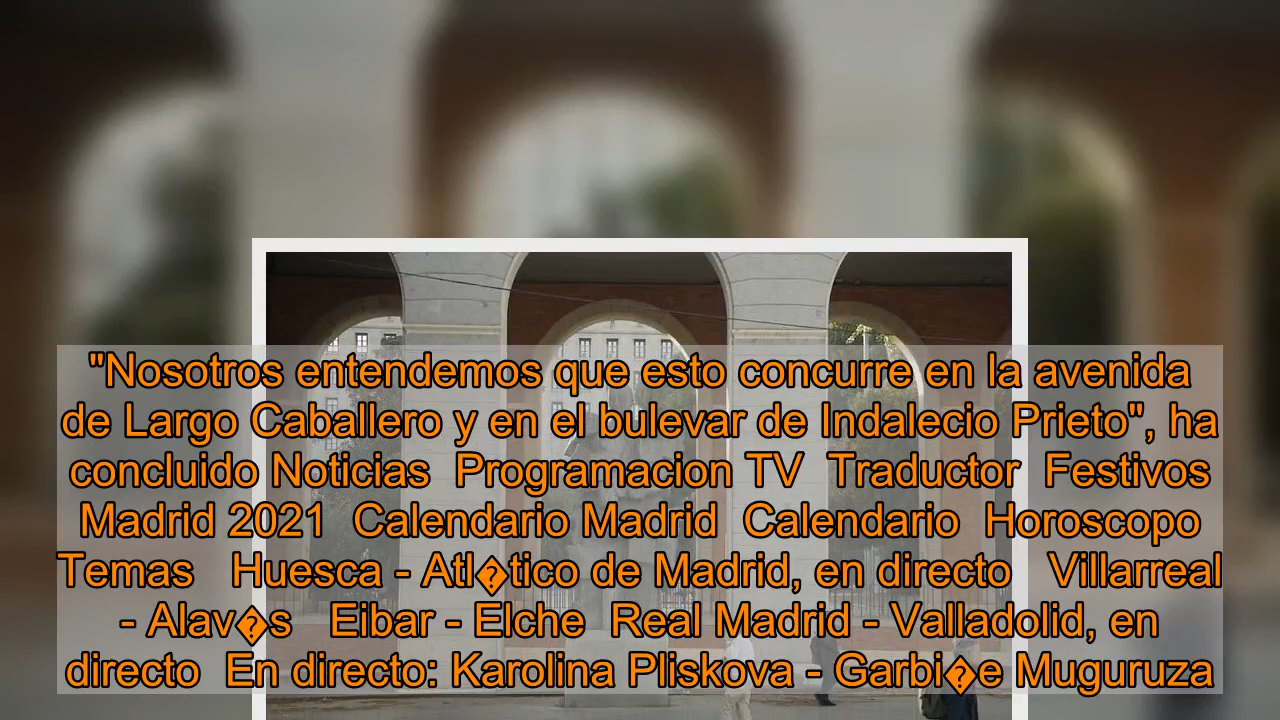 "Nosotros entendemos que esto concurre en la avenida
de Largo Caballero y en el bulevar de Indalecio Prieto", ha
concluido Noticias  Programacion TV  Traductor  Festivos
Madrid 2021  Calendario Madrid  Calendario  Horoscopo
Temas   Huesca - Atl�tico de Madrid, en directo   Villarreal
- Alav�s   Eibar - Elche  Real Madrid - Valladolid, en
directo  En directo: Karolina Pliskova - Garbi�e Muguruza